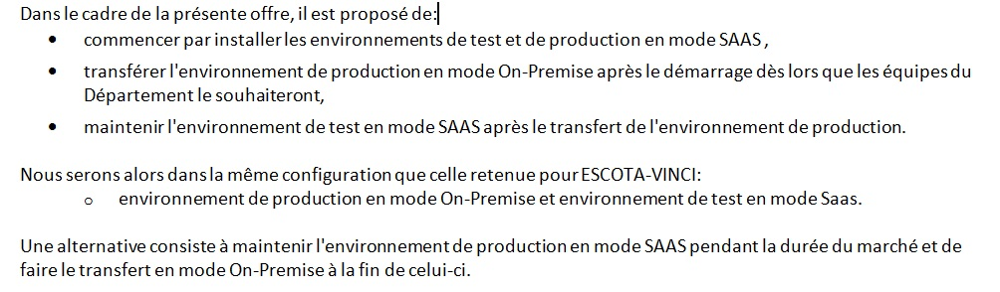 Dans le cadre de la présente offre, il est proposé de:
• commencer par installer les environnements de test et de production en mode SAAS ,
• transférer l'environnement de production en mode On-Premise après le démarrage dès lors que les équipes du
Département le souhaiteront,
• maintenir l'environnement de test en mode SAAS après le transfert de l'environnement de production.
Nous serons alors dans la même configuration que celle retenue pour ESCOTA-VINCI:
o environnement de production en mode On-Premise et environnement de test en mode Saas.
Une alternative consiste à maintenir l'environnement de production en mode SAAS pendant la durée du marché et de
faire le transfert en mode On-Premise à la fin de celui-ci.